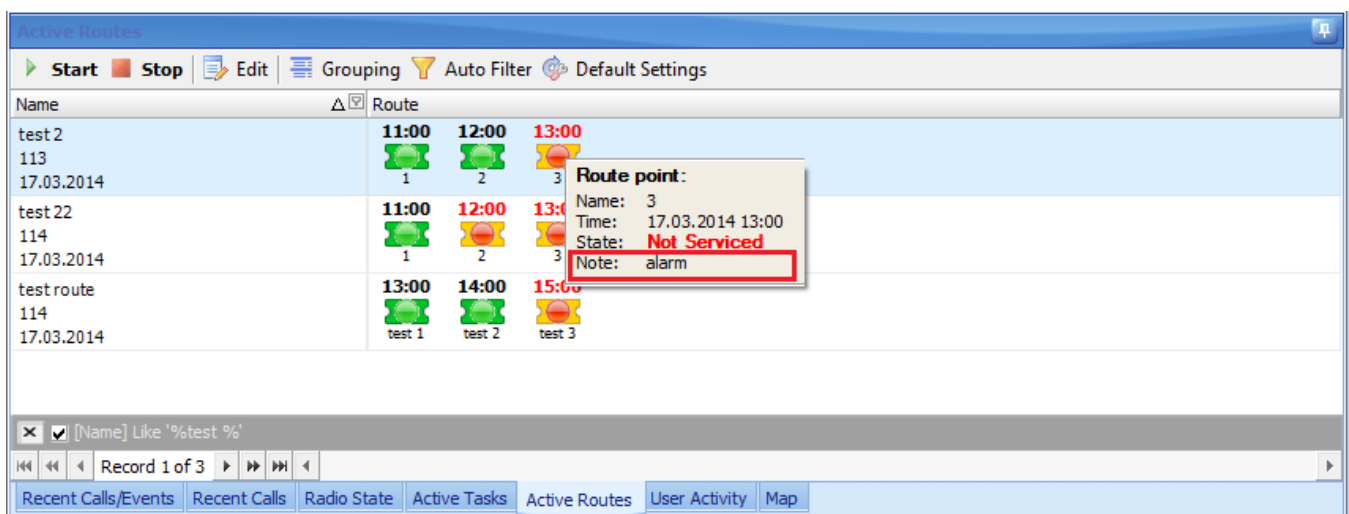 Active Routes
Start Stop Edit Grouping Auto Filter Default Settings
Name Route
test 2
113
17.03.2014
11:00 12:00 13:00
1 2 3
Route point:
Name: 3
Time: 17.03.2014 13:00
State: Not Serviced
Note: alarm
test 22
114
17.03.2014
11:00 12:00
1 2 3
test route
114
17.03.2014
13:00 14:00 15:00
test 1 test 2 test 3
[Name] Like '%test %'
Record 1 of 3
Recent Calls/Events Recent Calls Radio State Active Tasks Active Routes User Activity Map